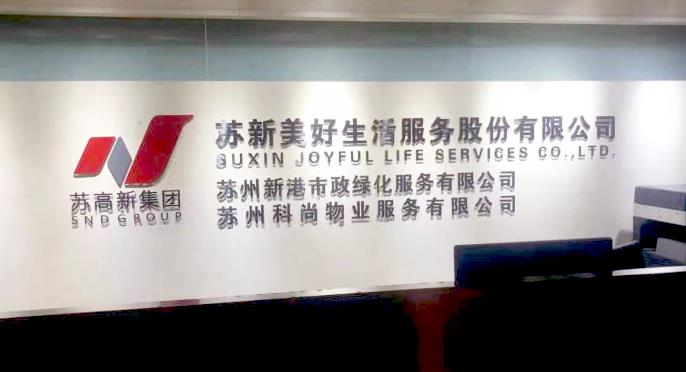 苏新美好生活服务股份有限公司
SUXIN JOYFUL LIFE SERVICES CO.,LTD.
苏州新港市政绿化服务有限公司
苏州科尚物业服务有限公司
苏高新集团
SND GROUP